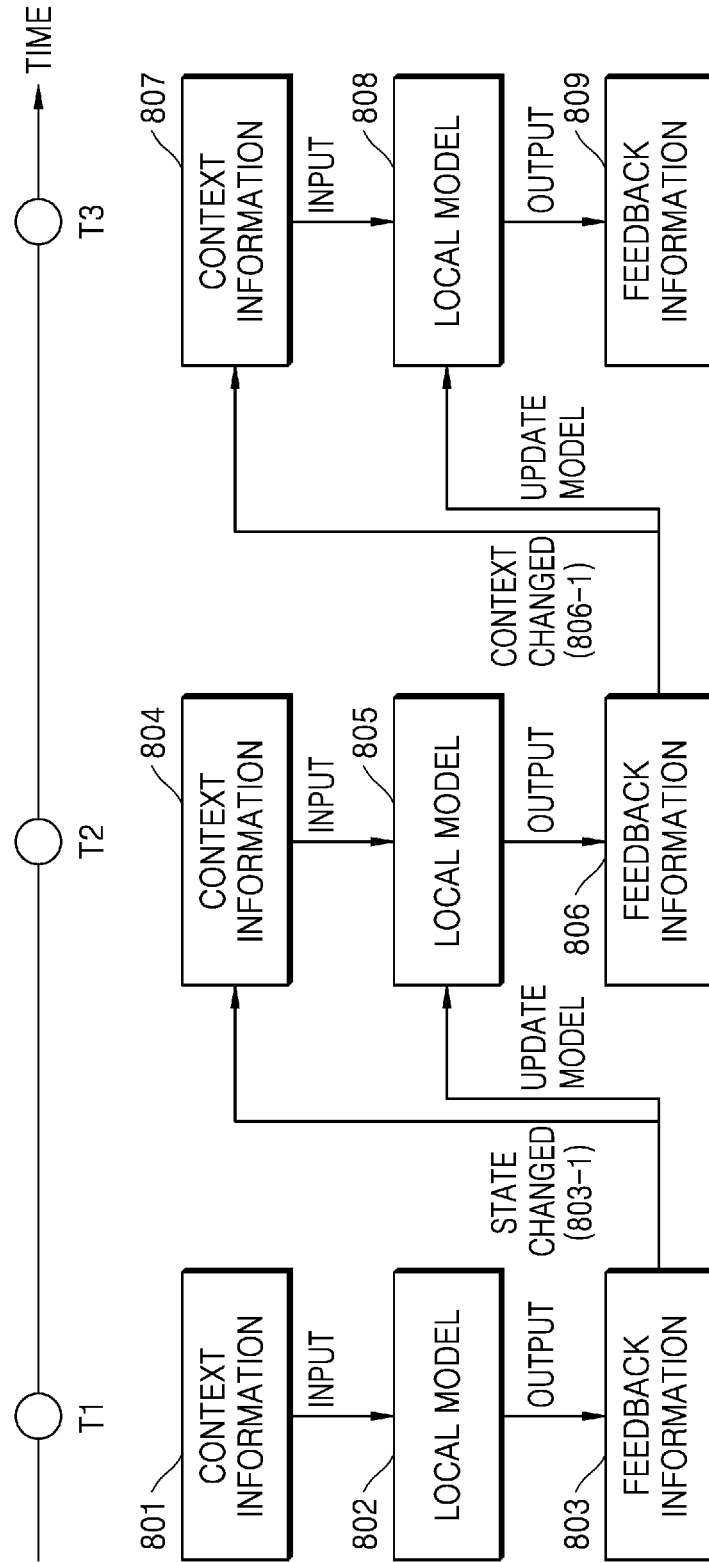 TIME
T1
T2
T3
801
CONTEXT
INFORMATION
INPUT
802
LOCAL MODEL
OUTPUT
803
FEEDBACK
INFORMATION
STATE
CHANGED
(803-1)
UPDATE
MODEL
804
CONTEXT
INFORMATION
INPUT
805
LOCAL MODEL
OUTPUT
806
FEEDBACK
INFORMATION
CONTEXT
CHANGED
(806-1)
UPDATE
MODEL
807
CONTEXT
INFORMATION
INPUT
808
LOCAL MODEL
OUTPUT
809
FEEDBACK
INFORMATION